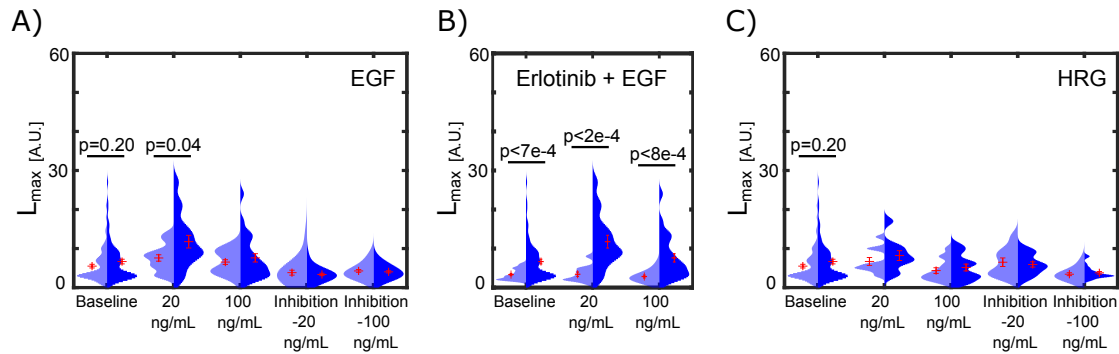 A)
B)
C)
60
30
0
L_max [A.U.]
EGF
p=0.20
p=0.04
Baseline
20
ng/mL
100
ng/mL
Inhibition
-20
ng/mL
Inhibition
-100
ng/mL
60
30
0
L_max [A.U.]
Erlotinib + EGF
p<7e-4
p<2e-4
p<8e-4
Baseline
20
ng/mL
100
ng/mL
60
30
0
L_max [A.U.]
HRG
p=0.20
Baseline
20
ng/mL
100
ng/mL
Inhibition
-20
ng/mL
Inhibition
-100
ng/mL